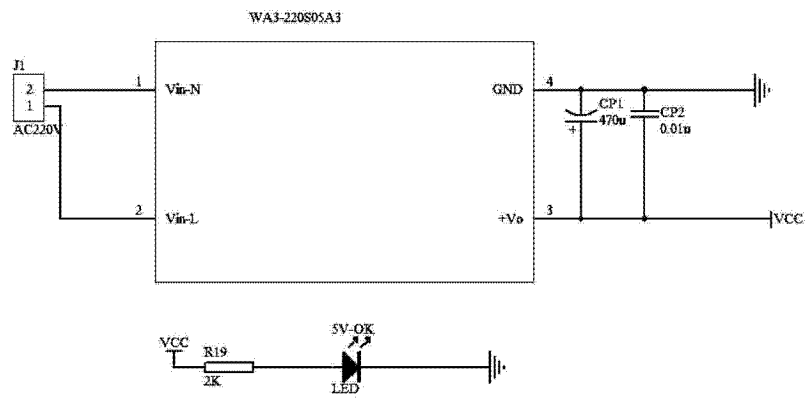 WA3-220S05A3
J1
2
1
AC220V
1
Vin-N
2
Vin-L
GND
4
+Vo
3
CP1
470u
+
CP2
0.01u
VCC
VCC
R19
2K
5V-OK
LED